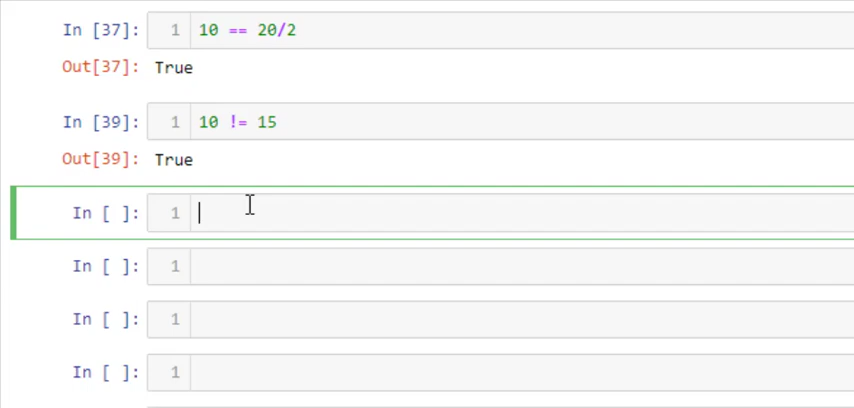 In [37]: 1 10 == 20/2
Out[37]: True
In [39]: 1 10 != 15
Out[39]: True
In [ ]: 1
In [ ]: 1
In [ ]: 1
In [ ]: 1